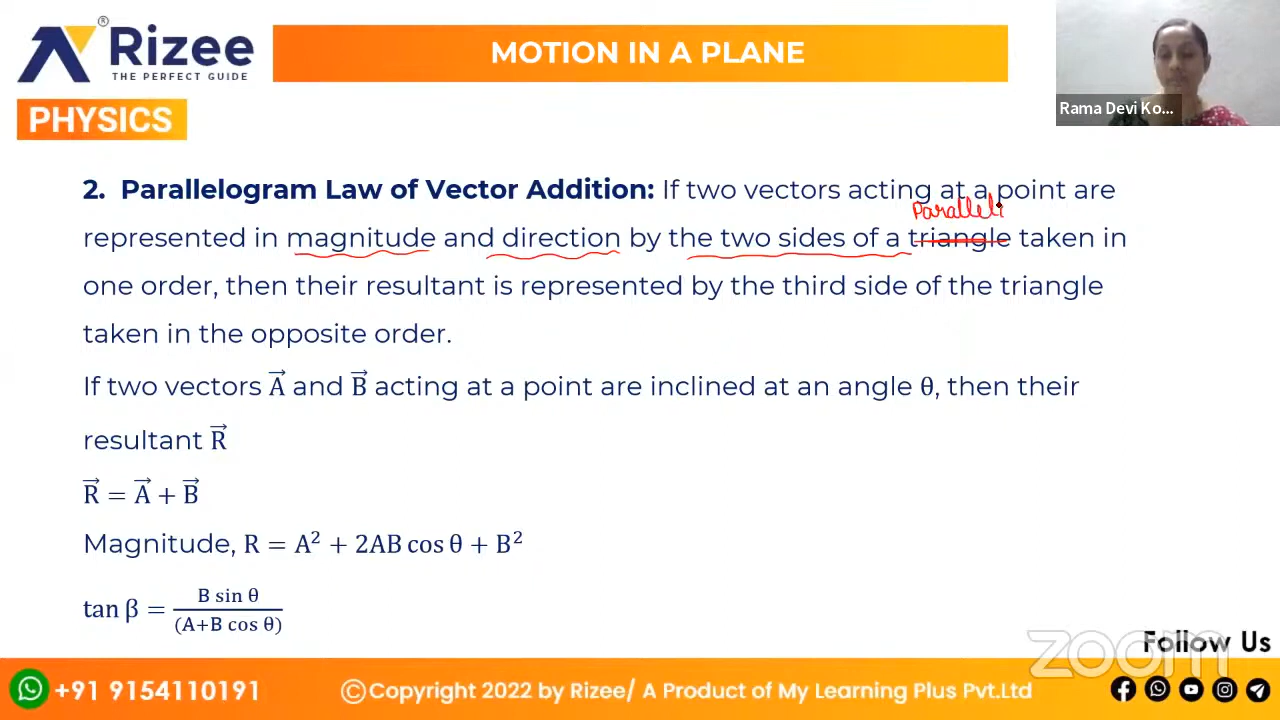 Rizee®
THE PERFECT GUIDE
MOTION IN A PLANE
Rama Devi Ko...
PHYSICS
2. Parallelogram Law of Vector Addition: If two vectors acting at a point are
Paralleli
represented in magnitude and direction by the two sides of a triangle taken in
one order, then their resultant is represented by the third side of the triangle
taken in the opposite order.
If two vectors A⃗ and B⃗ acting at a point are inclined at an angle θ, then their
resultant R⃗
R⃗ = A⃗ + B⃗
Magnitude, R = A² + 2AB cos θ + B²
tan β = B sin θ / (A+B cos θ)
Follow Us
zoom
+91 9154110191
©Copyright 2022 by Rizee/ A Product of My Learning Plus Pvt.Ltd